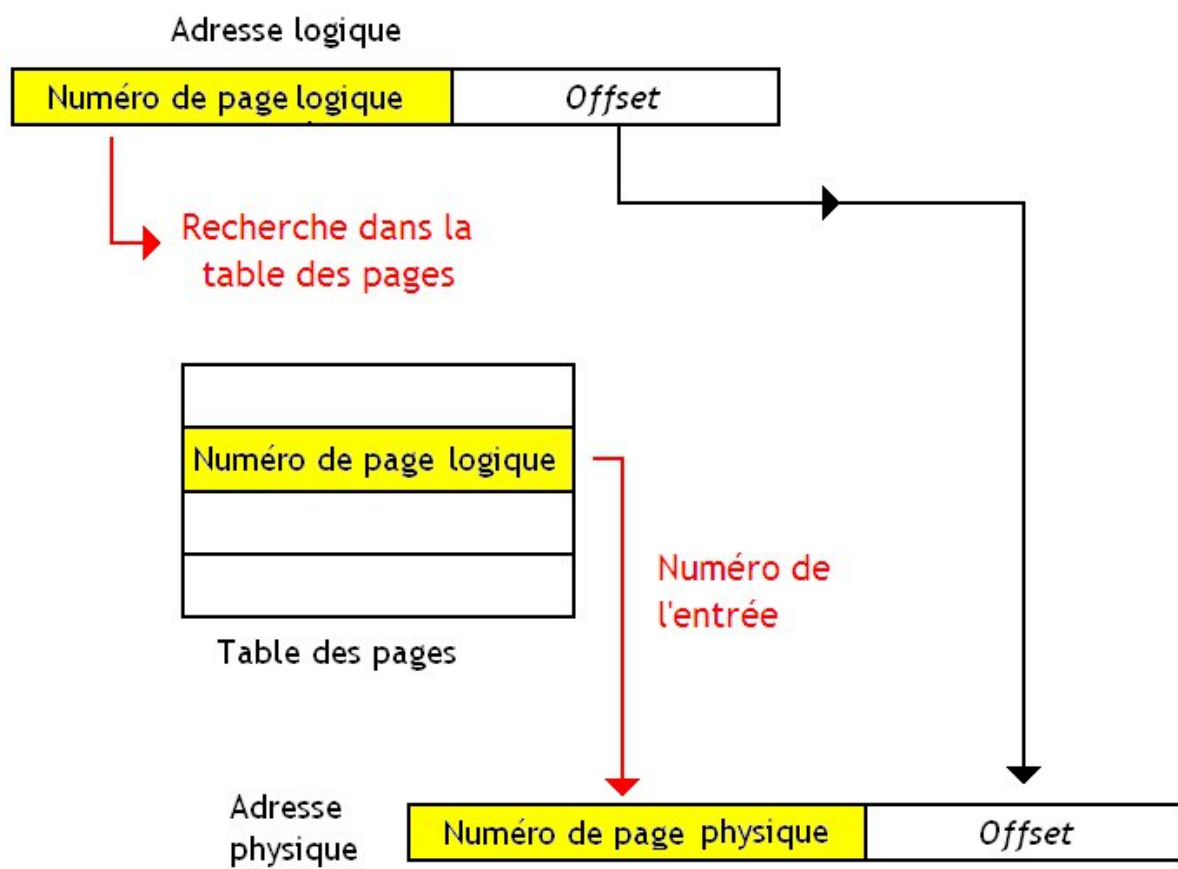 Adresse logique
Numéro de page logique
Offset
Recherche dans la
table des pages
Numéro de page logique
Numéro de
l'entrée
Table des pages
Adresse
physique
Numéro de page physique
Offset